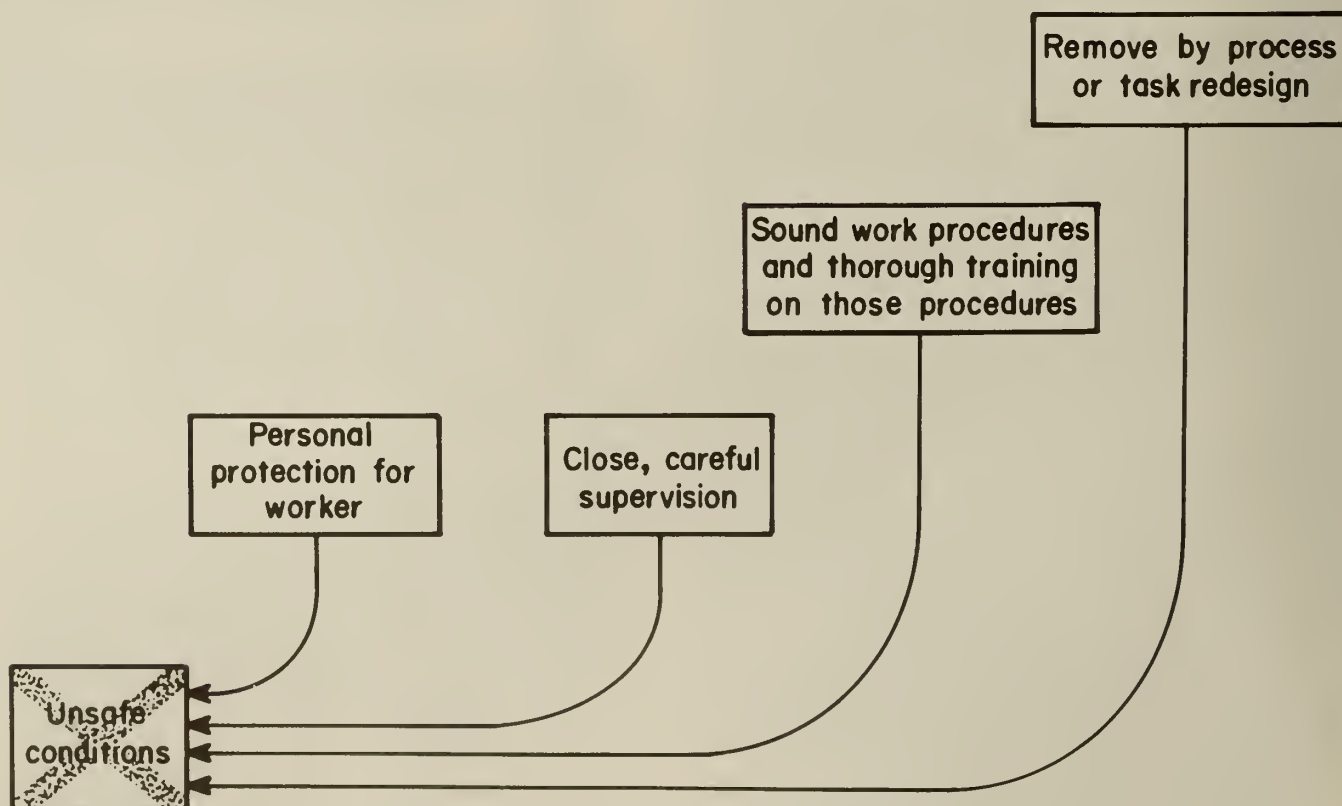 Remove by process
or task redesign
Sound work procedures
and thorough training
on those procedures
Personal
protection for
worker
Close, careful
supervision
Unsafe
conditions